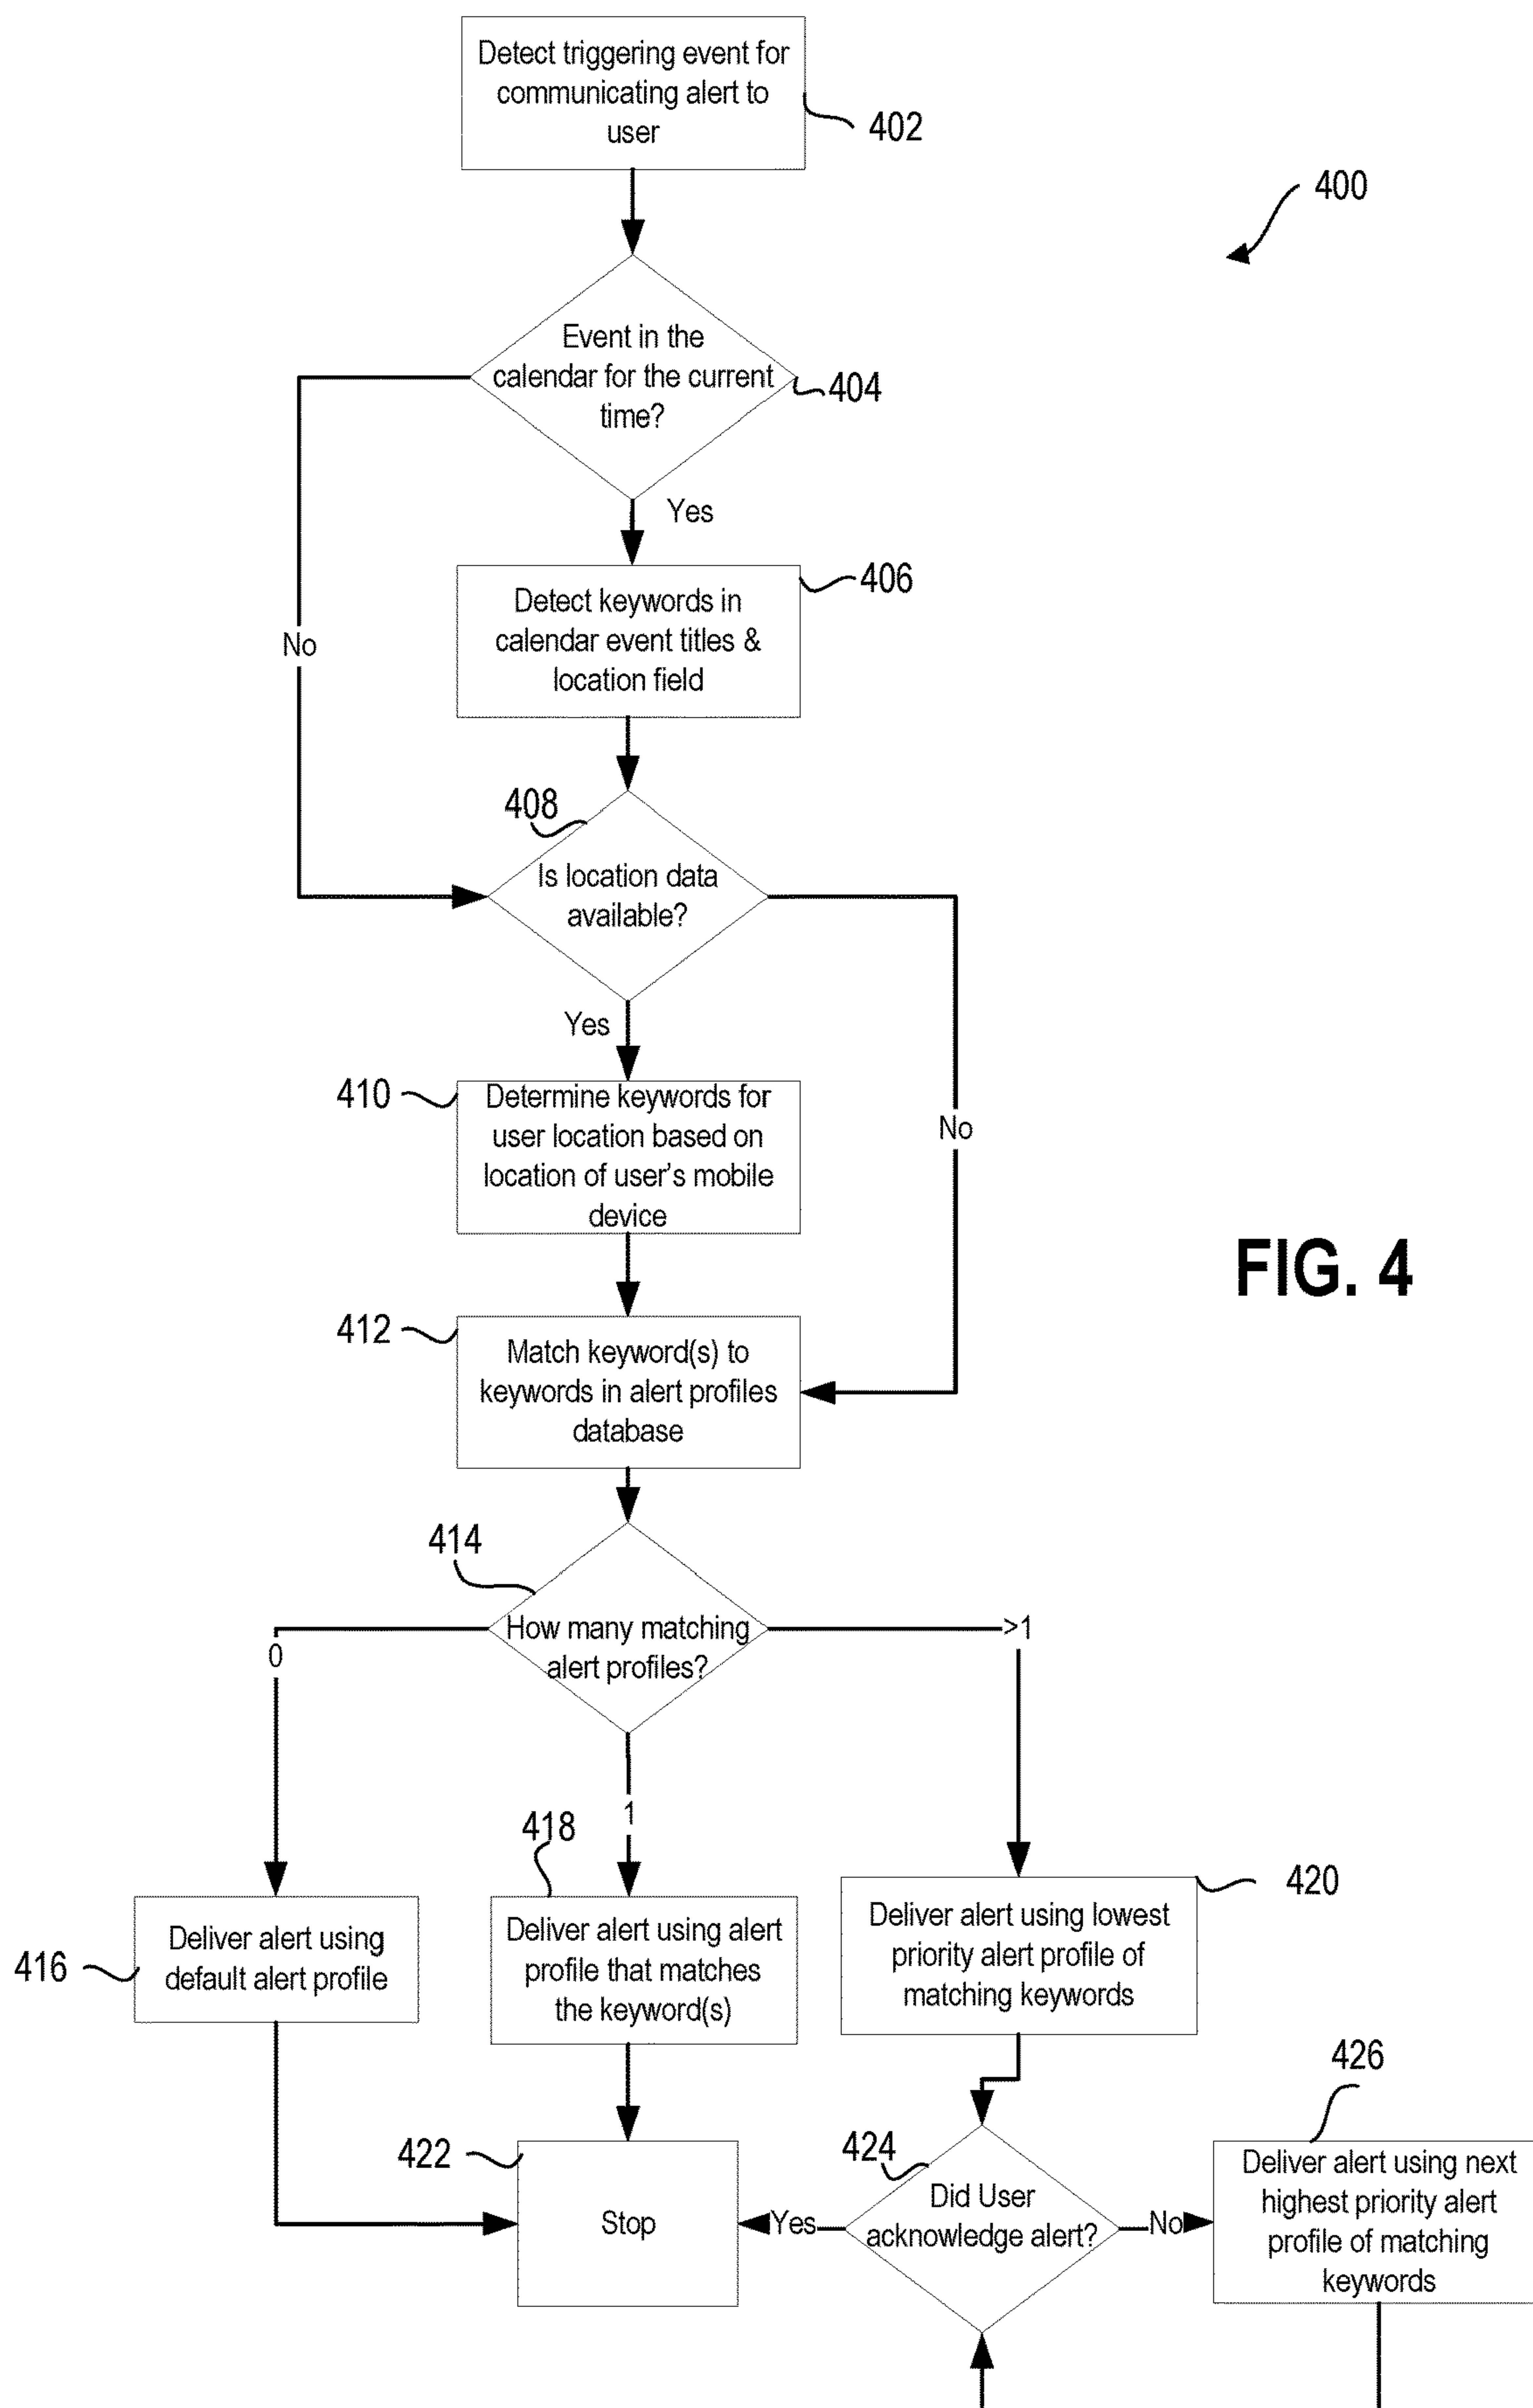 Detect triggering event for
communicating alert to
user
402
400
Event in the
calendar for the current
time?
404
Yes
406
Detect keywords in
calendar event titles &
location field
No
408
Is location data
available?
Yes
410
Determine keywords for
user location based on
location of user's mobile
device
No
FIG. 4
412
Match keyword(s) to
keywords in alert profiles
database
414
How many matching
alert profiles?
0
>1
1
418
420
416
Deliver alert using
default alert profile
Deliver alert using alert
profile that matches
the keyword(s)
Deliver alert using lowest
priority alert profile of
matching keywords
426
422
Stop
424
Did User
acknowledge alert?
Yes
No
Deliver alert using next
highest priority alert
profile of matching
keywords